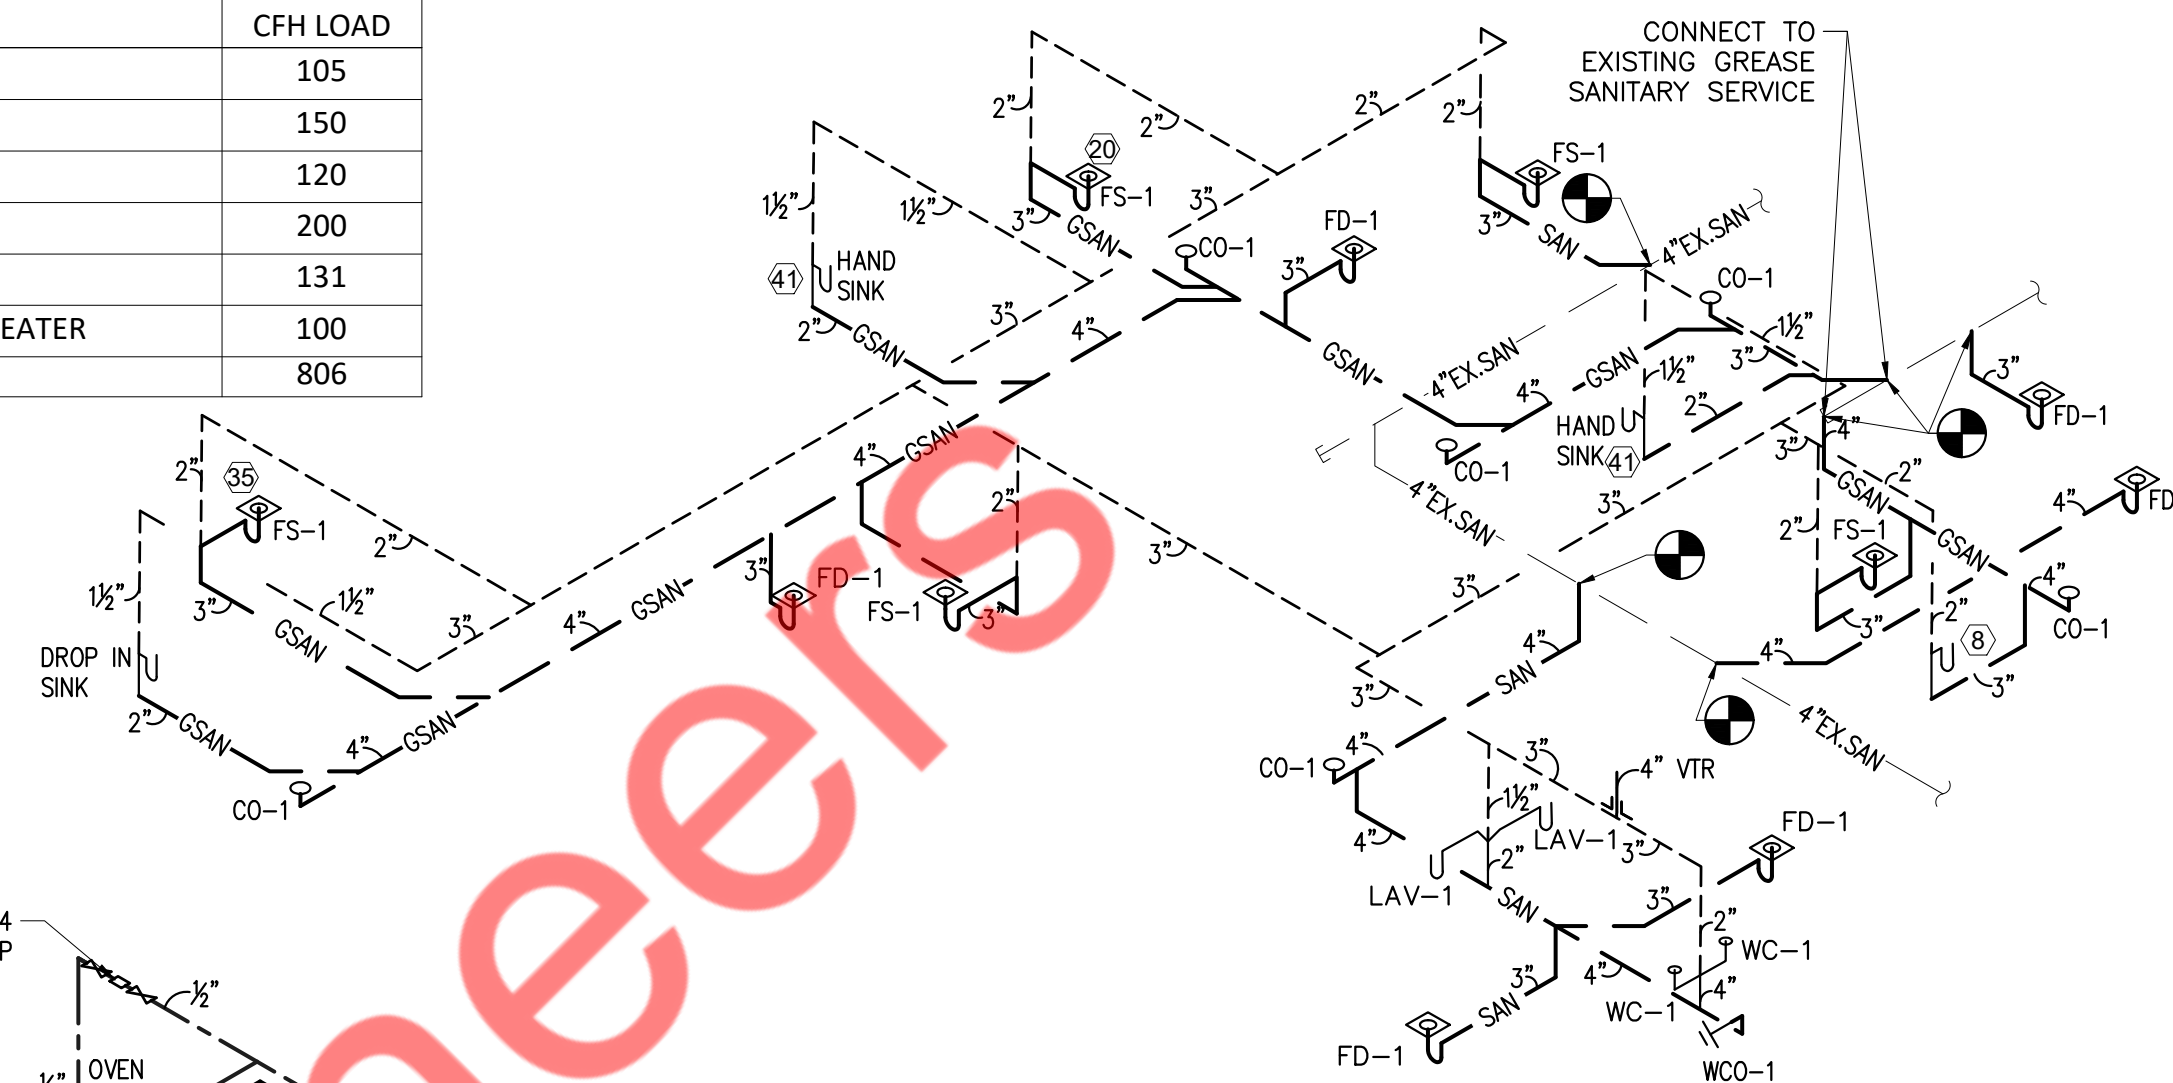 CFH LOAD
105
150
120
200
131
EATER 100
806
CONNECT TO
EXISTING GREASE
SANITARY SERVICE
2"
2"
2"
2"
20
FS-1
FS-1
3"
GSAN
3"
3"
SAN
4"EX.SAN
1½"
1½"
41
HAND
SINK
2"
GSAN
3"
4"
CO-1
FD-1
3"
GSAN
4"EX.SAN
CO-1
1½"
3"
GSAN
4"
1½"
2"
HAND
SINK
41
CO-1
4"EX.SAN
3"
FD-1
4"
3"
2"
GSAN
GSAN
4"
FD
2"
FS-1
3"
3"
4"
CO-1
2"
8
3"
2"
35
FS-1
2"
1½"
3"
1½"
GSAN
3"
DROP IN
SINK
2"
GSAN
4"
GSAN
CO-1
4"
GSAN
3"
FD-1
4"
GSAN
2"
FS-1
3"
3"
3"
4"
SAN
3"
4"
4"EX.SAN
CO-1
4"
4"
3"
4" VTR
1½"
LAV-1
2"
LAV-1
3"
FD-1
SAN
3"
2"
WC-1
4"
4"
WC-1
3"
SAN
FD-1
WCO-1
4
P
½"
OVEN
neers